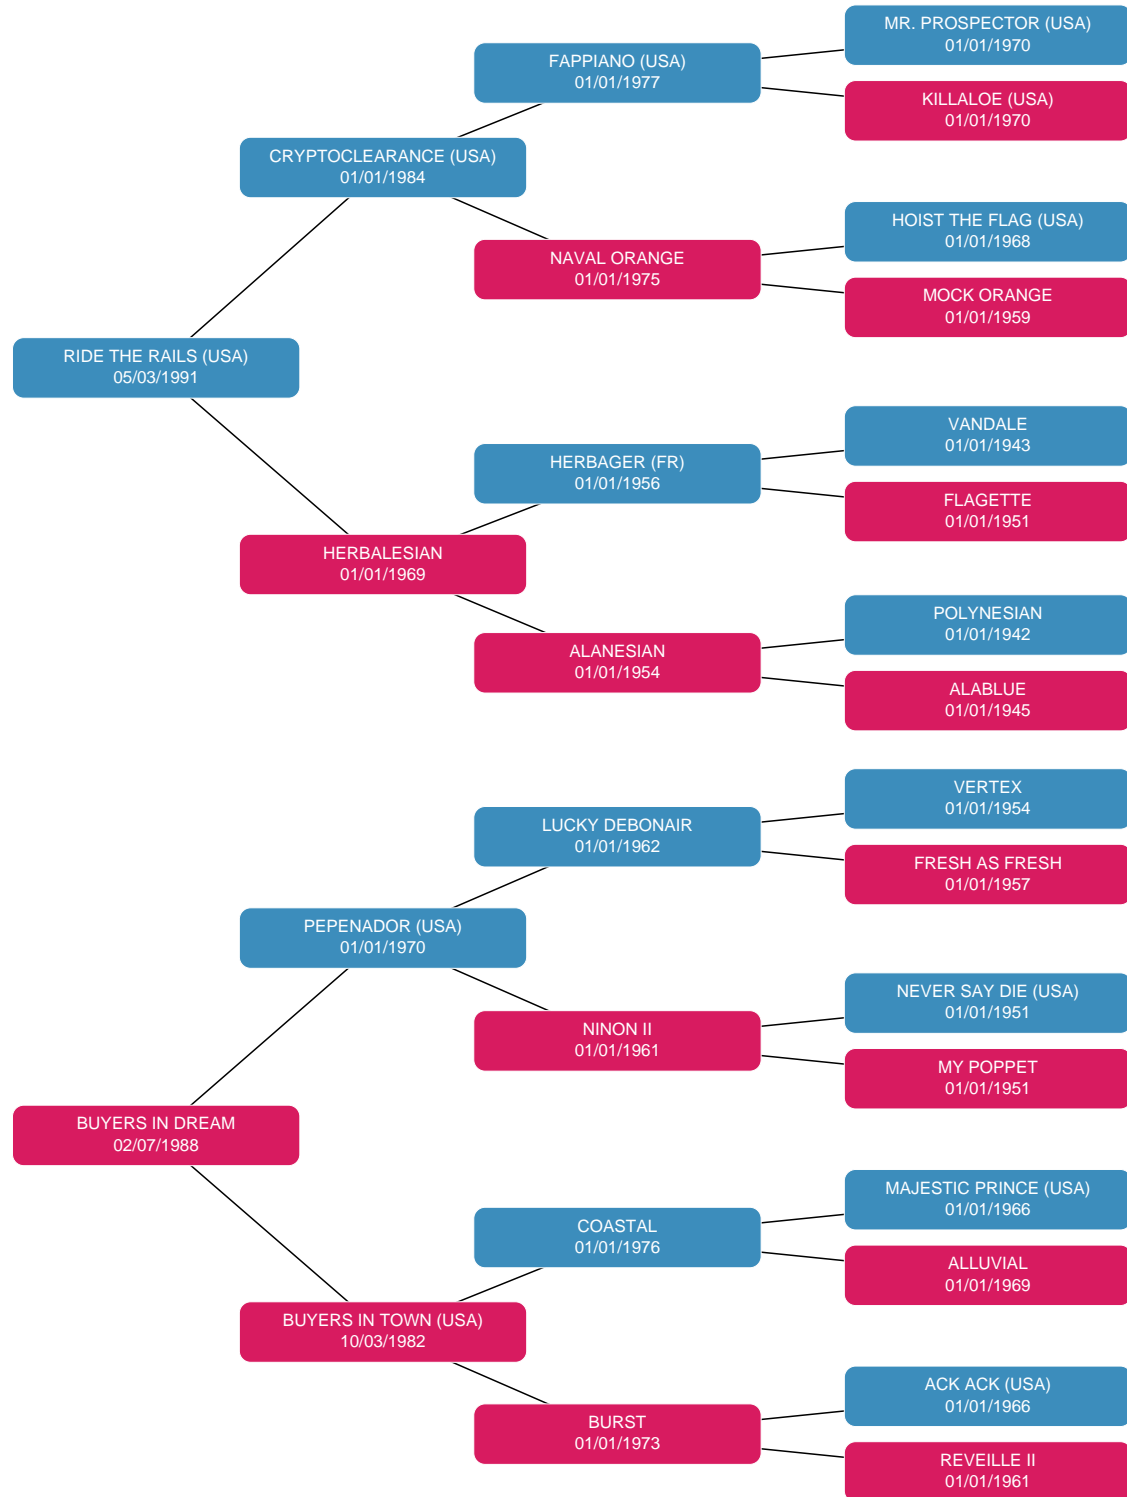 MR. PROSPECTOR (USA)
01/01/1970
FAPPIANO (USA)
01/01/1977
KILLALOE (USA)
01/01/1970
CRYPTOCLEARANCE (USA)
01/01/1984
HOIST THE FLAG (USA)
01/01/1968
NAVAL ORANGE
01/01/1975
MOCK ORANGE
01/01/1959
RIDE THE RAILS (USA)
05/03/1991
VANDALE
01/01/1943
HERBAGER (FR)
01/01/1956
FLAGETTE
01/01/1951
HERBALESIAN
01/01/1969
POLYNESIAN
01/01/1942
ALANESIAN
01/01/1954
ALABLUE
01/01/1945
VERTEX
01/01/1954
LUCKY DEBONAIR
01/01/1962
FRESH AS FRESH
01/01/1957
PEPENADOR (USA)
01/01/1970
NEVER SAY DIE (USA)
01/01/1951
NINON II
01/01/1961
MY POPPET
01/01/1951
BUYERS IN DREAM
02/07/1988
MAJESTIC PRINCE (USA)
01/01/1966
COASTAL
01/01/1976
ALLUVIAL
01/01/1969
BUYERS IN TOWN (USA)
10/03/1982
ACK ACK (USA)
01/01/1966
BURST
01/01/1973
REVEILLE II
01/01/1961